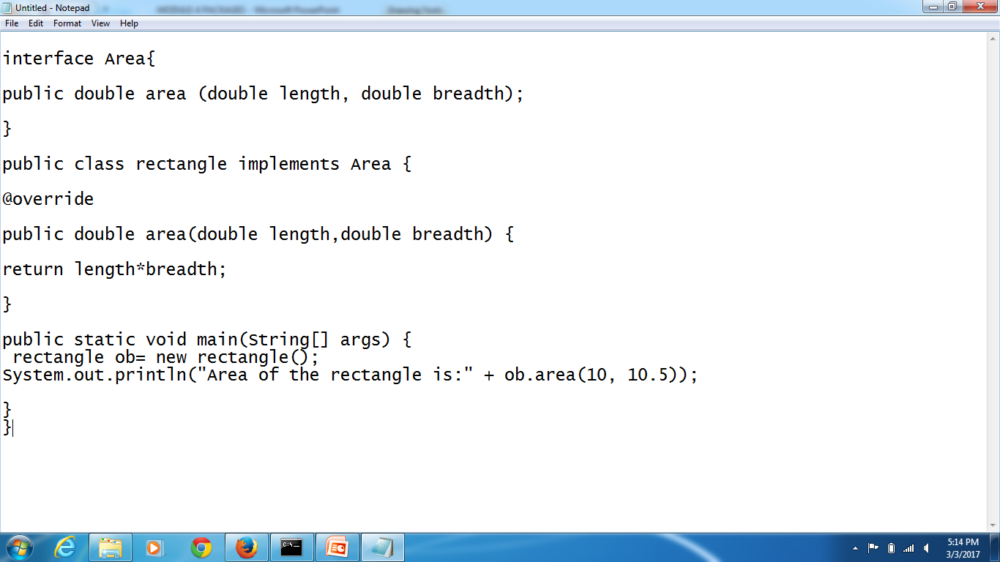 Untitled - Notepad
File Edit Format View Help
interface Area{
public double area (double length, double breadth);
}
public class rectangle implements Area {
@override
public double area(double length,double breadth) {
return length*breadth;
}
public static void main(String[] args) {
rectangle ob= new rectangle();
System.out.println("Area of the rectangle is:" + ob.area(10, 10.5));
}
}
5:14 PM
3/3/2017